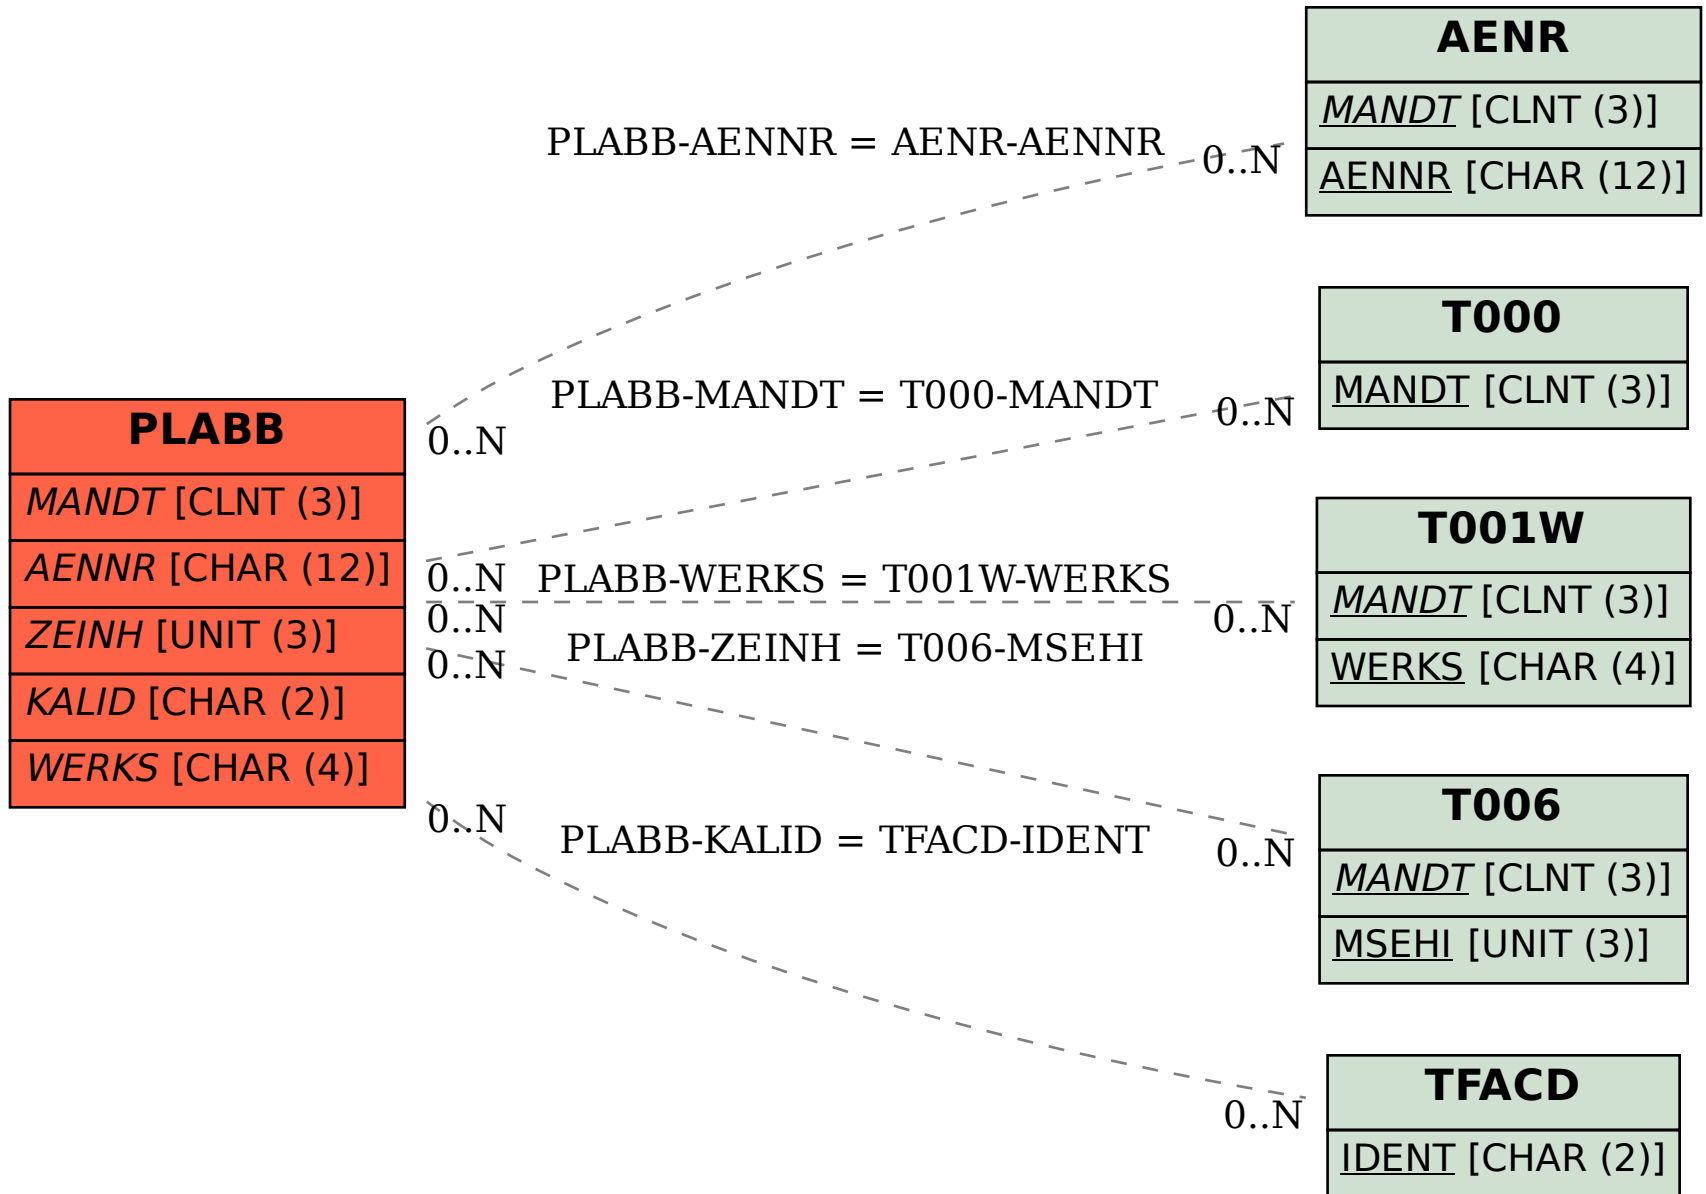 AENR
MANDT [CLNT (3)]
AENNR [CHAR (12)]
PLABB-AENNR = AENR-AENNR
0..N
T000
MANDT [CLNT (3)]
PLABB-MANDT = T000-MANDT
0..N
PLABB
MANDT [CLNT (3)]
AENNR [CHAR (12)]
ZEINH [UNIT (3)]
KALID [CHAR (2)]
WERKS [CHAR (4)]
0..N
0..N
0..N
0..N
0..N
PLABB-WERKS = T001W-WERKS
0..N
T001W
MANDT [CLNT (3)]
WERKS [CHAR (4)]
PLABB-ZEINH = T006-MSEHI
0..N
T006
MANDT [CLNT (3)]
MSEHI [UNIT (3)]
PLABB-KALID = TFACD-IDENT
0..N
TFACD
IDENT [CHAR (2)]